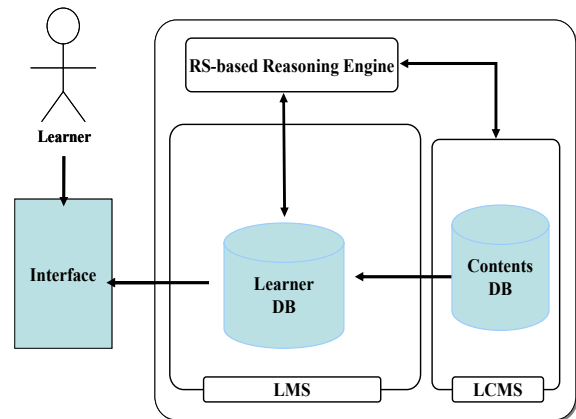 RS-based Reasoning Engine
Learner
Interface
Learner
DB
Contents
DB
LMS
LCMS